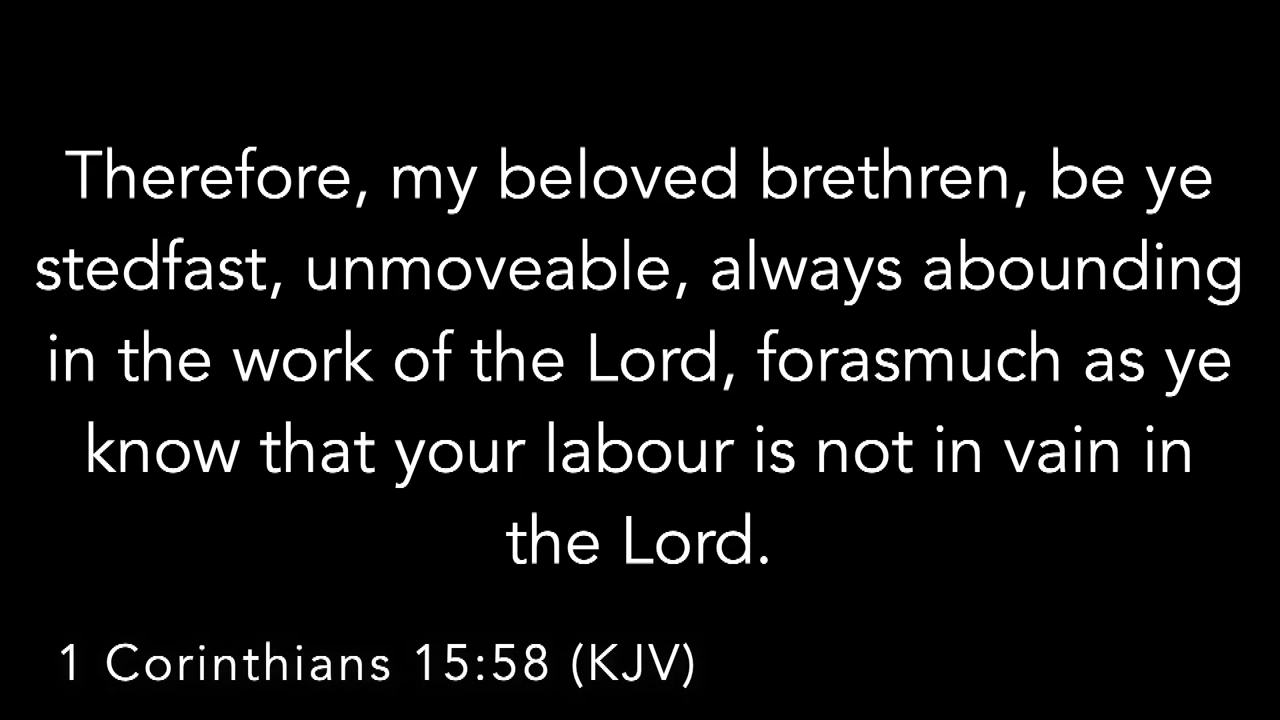 Therefore, my beloved brethren, be ye
stedfast, unmoveable, always abounding
in the work of the Lord, forasmuch as ye
know that your labour is not in vain in
the Lord.
1 Corinthians 15:58 (KJV)